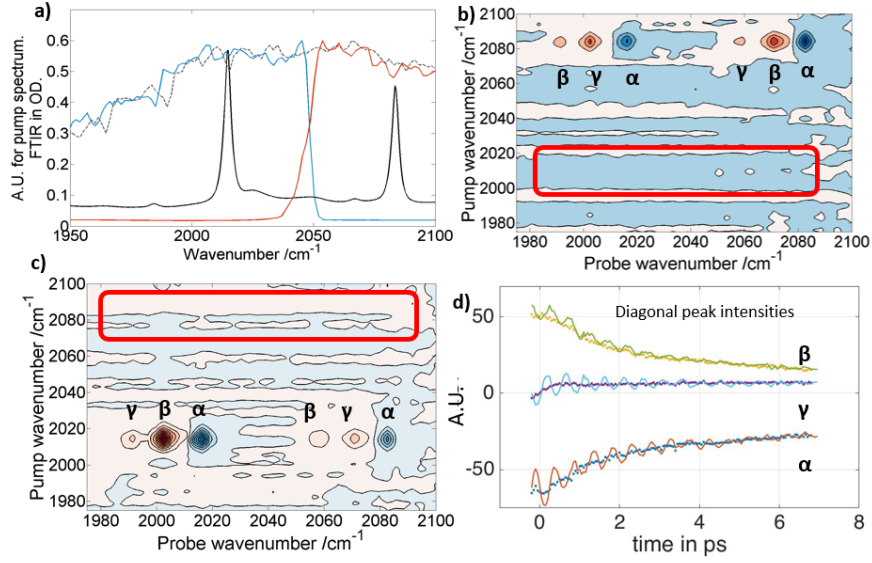 a)
A.U. for pump spectrum.
FTIR in OD.
0.6
0.5
0.4
0.3
0.2
0.1
0
1950
2000
2050
2100
Wavenumber /cm-1
b)
Pump wavenumber /cm-1
2100
2080
2060
2040
2020
2000
1980
β γ α γ β α
1980 2000 2020 2040 2060 2080 2100
Probe wavenumber /cm-1
c)
Pump wavenumber /cm-1
2100
2080
2060
2040
2020
2000
1980
γ β α β γ α
1980 2000 2020 2040 2060 2080 2100
Probe wavenumber /cm-1
d)
Diagonal peak intensities
A.U.
50
0
-50
β
γ
α
0 2 4 6 8
time in ps